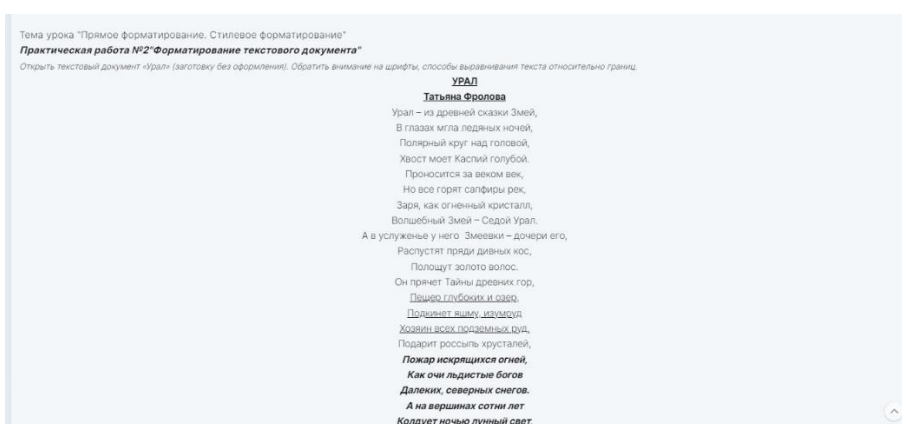 Тема урока "Прямое форматирование. Стилевое форматирование"
Практическая работа №2"Форматирование текстового документа"
Открыть текстовый документ «Урал» (заготовку без оформления). Обратить внимание на шрифты, способы выравнивания текста относительно границ.
УРАЛ
Татьяна Фролова
Урал – из древней сказки Змей,
В глазах мгла ледяных ночей,
Полярный круг над головой,
Хвост моет Каспий голубой.
Проносится за веком век,
Но все горят сапфиры рек,
Заря, как огненный кристалл,
Волшебный Змей – Седой Урал.
А в услуженье у него Змеевки – дочери его,
Распустят пряди дивных кос,
Полощут золото волос.
Он прячет Тайны древних гор,
Пещер глубоких и озер,
Подкинет яшму, изумруд
Хозяин всех подземных руд,
Подарит россыпь хрусталей,
Пожар искрящихся огней,
Как очи льдистые богов
Далеких, северных снегов.
А на вершинах сотни лет
Колдует ночью лунный свет,